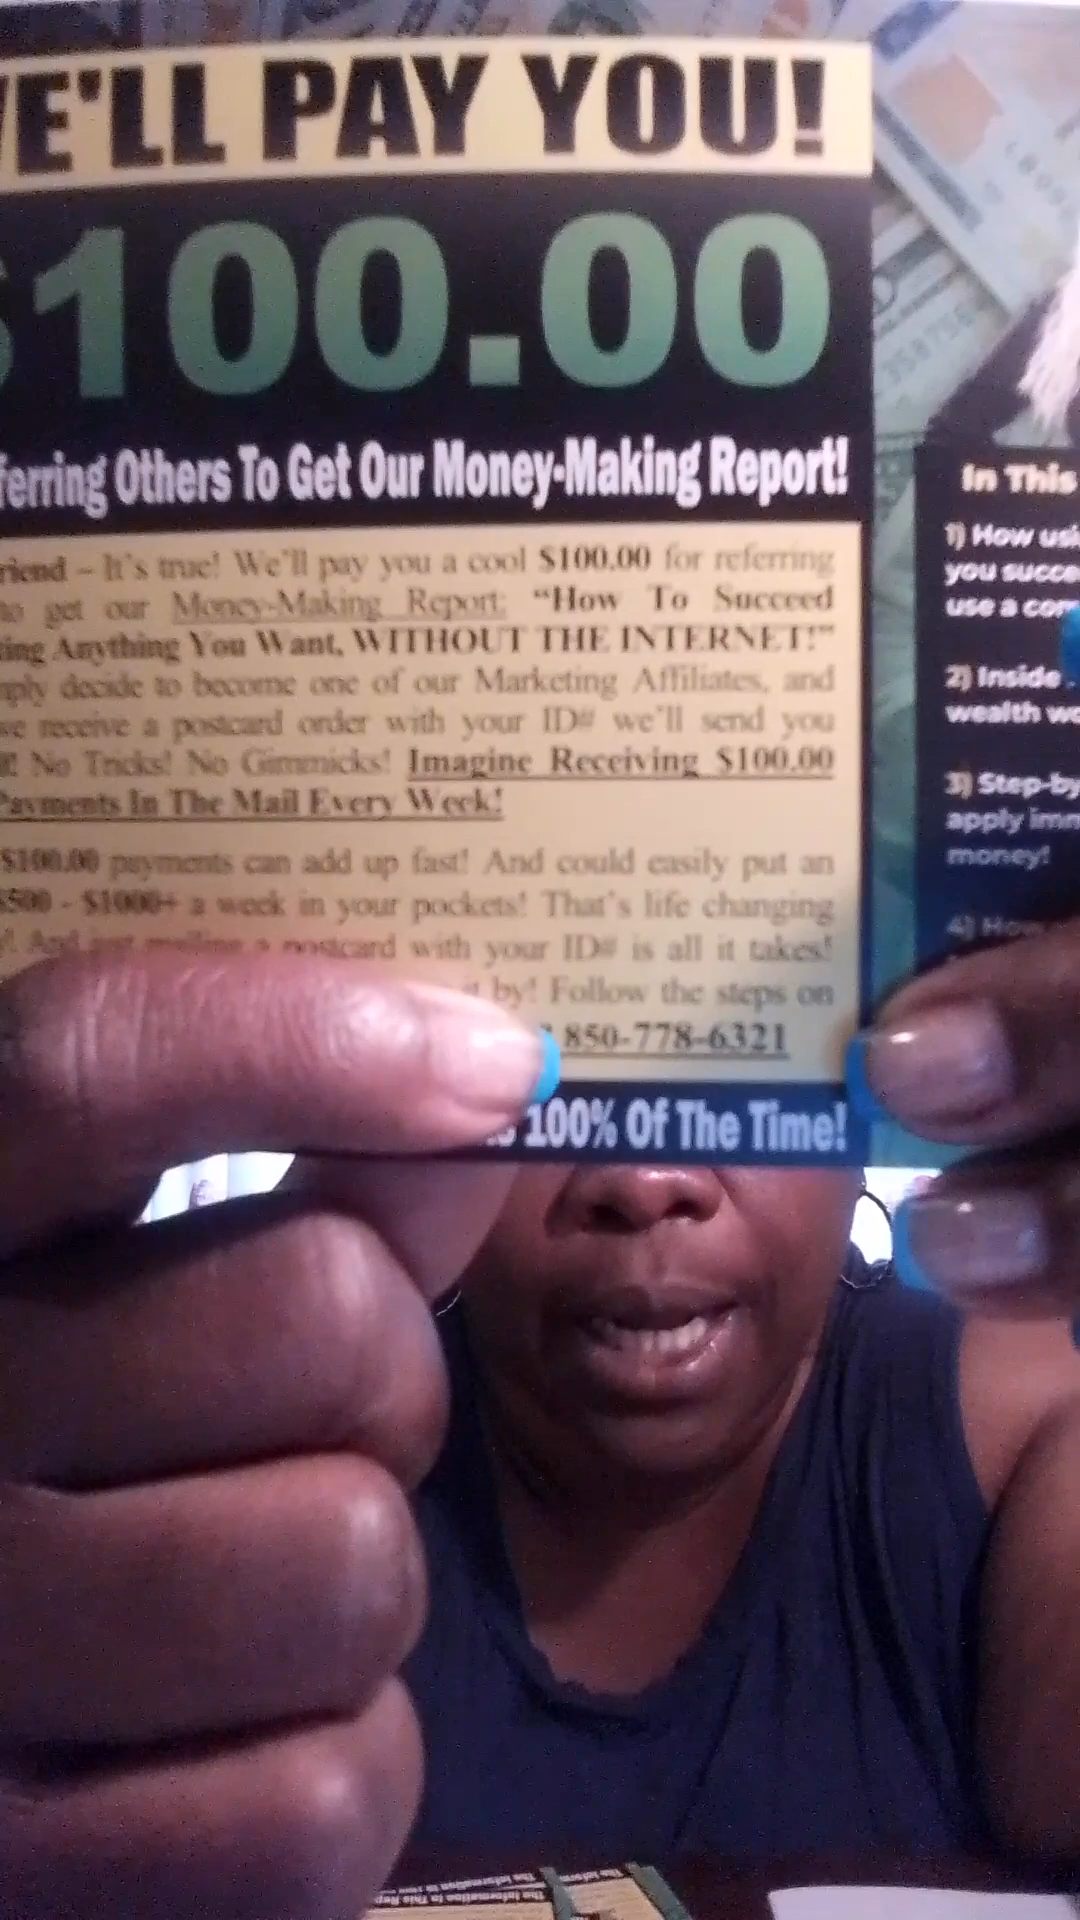 WE'LL PAY YOU!
$100.00
ferring Others To Get Our Money-Making Report!
riend – It's true! We'll pay you a cool $100.00 for referring
to get our Money-Making Report: "How To Succeed
ing Anything You Want, WITHOUT THE INTERNET!"
mply decide to become one of our Marketing Affiliates, and
we receive a postcard order with your ID# we'll send you
! No Tricks! No Gimmicks! Imagine Receiving $100.00
Payments In The Mail Every Week!
$100.00 payments can add up fast! And could easily put an
$500 - $1000+ a week in your pockets! That's life changing
! And just mailing a postcard with your ID# is all it takes!
it by! Follow the steps on
850-778-6321
100% Of The Time!
In This
1) How usi
you succe
use a com
2) Inside
wealth wo
3) Step-by
apply imm
money!
4) How